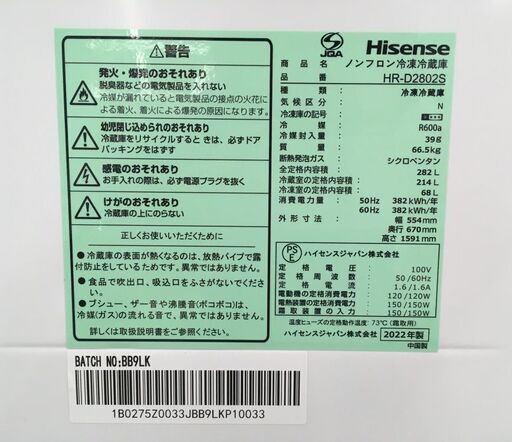 警告
発火・爆発のおそれあり
脱臭器などの電気製品を入れない
冷媒が漏れていると電気製品の接点の火花に
よる着火、着火による爆発の原因になります。
幼児閉じ込められのおそれあり
冷蔵庫をリサイクルするときは、必ずドア
パッキングをはずす
感電のおそれあり
お手入れの際は、必ず電源プラグを抜く
けがのおそれあり
冷蔵庫の上にのらない
正しくお使いいただくために
●冷蔵庫の表面が熱くなるのは、放熱パイプで露
付防止をしているためです。異常ではありません。
●食品で吹出口、吸込口をふさがないでください。
●プシュー、ザー音や沸騰音(ポコポコ)は、
冷媒(ガス)の流れる音で、異常ではありません。
詳しくは取扱説明書をご覧ください。
JQA
Hisense
品名 ノンフロン冷凍冷蔵庫
品番 HR-D2802S
種類 冷凍冷蔵庫
気候区分 N
冷凍庫の記号
冷媒 R600a
冷媒封入量 39g
質量 66.5kg
断熱発泡ガス シクロペンタン
全定格内容積 282L
冷蔵室の定格内容積 214L
冷凍室の定格内容積 68L
消費電力量 50Hz 382kWh/年
60Hz 382kWh/年
外形寸法 幅 554mm
奥行 670mm
高さ 1591mm
PS
E
ハイセンスジャパン株式会社
定格電圧 100V
定格周波数 50/60Hz
定格電流 1.6/1.6A
電動機の定格消費電力 120/120W
電熱装置の定格消費電力 150/150W
霜取装置の定格消費電力 150/150W
温度ヒューズの定格動作温度:73℃(霜取用)
ハイセンスジャパン株式会社
2022年製
中国製
BATCH NO:BB9LK
1B0275Z0033JBB9LKP10033